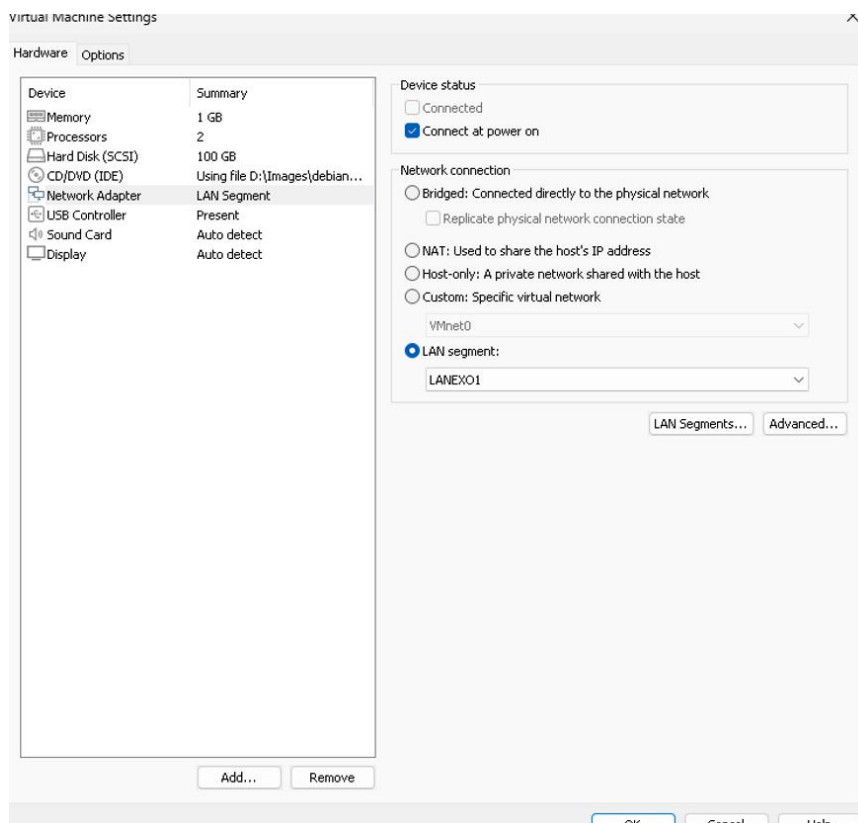 Virtual Machine Settings
Hardware Options
Device Summary
Memory 1 GB
Processors 2
Hard Disk (SCSI) 100 GB
CD/DVD (IDE) Using file D:\Images\debian...
Network Adapter LAN Segment
USB Controller Present
Sound Card Auto detect
Display Auto detect
Device status
Connected
Connect at power on
Network connection
Bridged: Connected directly to the physical network
Replicate physical network connection state
NAT: Used to share the host's IP address
Host-only: A private network shared with the host
Custom: Specific virtual network
VMnet0
LAN segment:
LANEXO1
LAN Segments... Advanced...
Add... Remove
OK Cancel Help